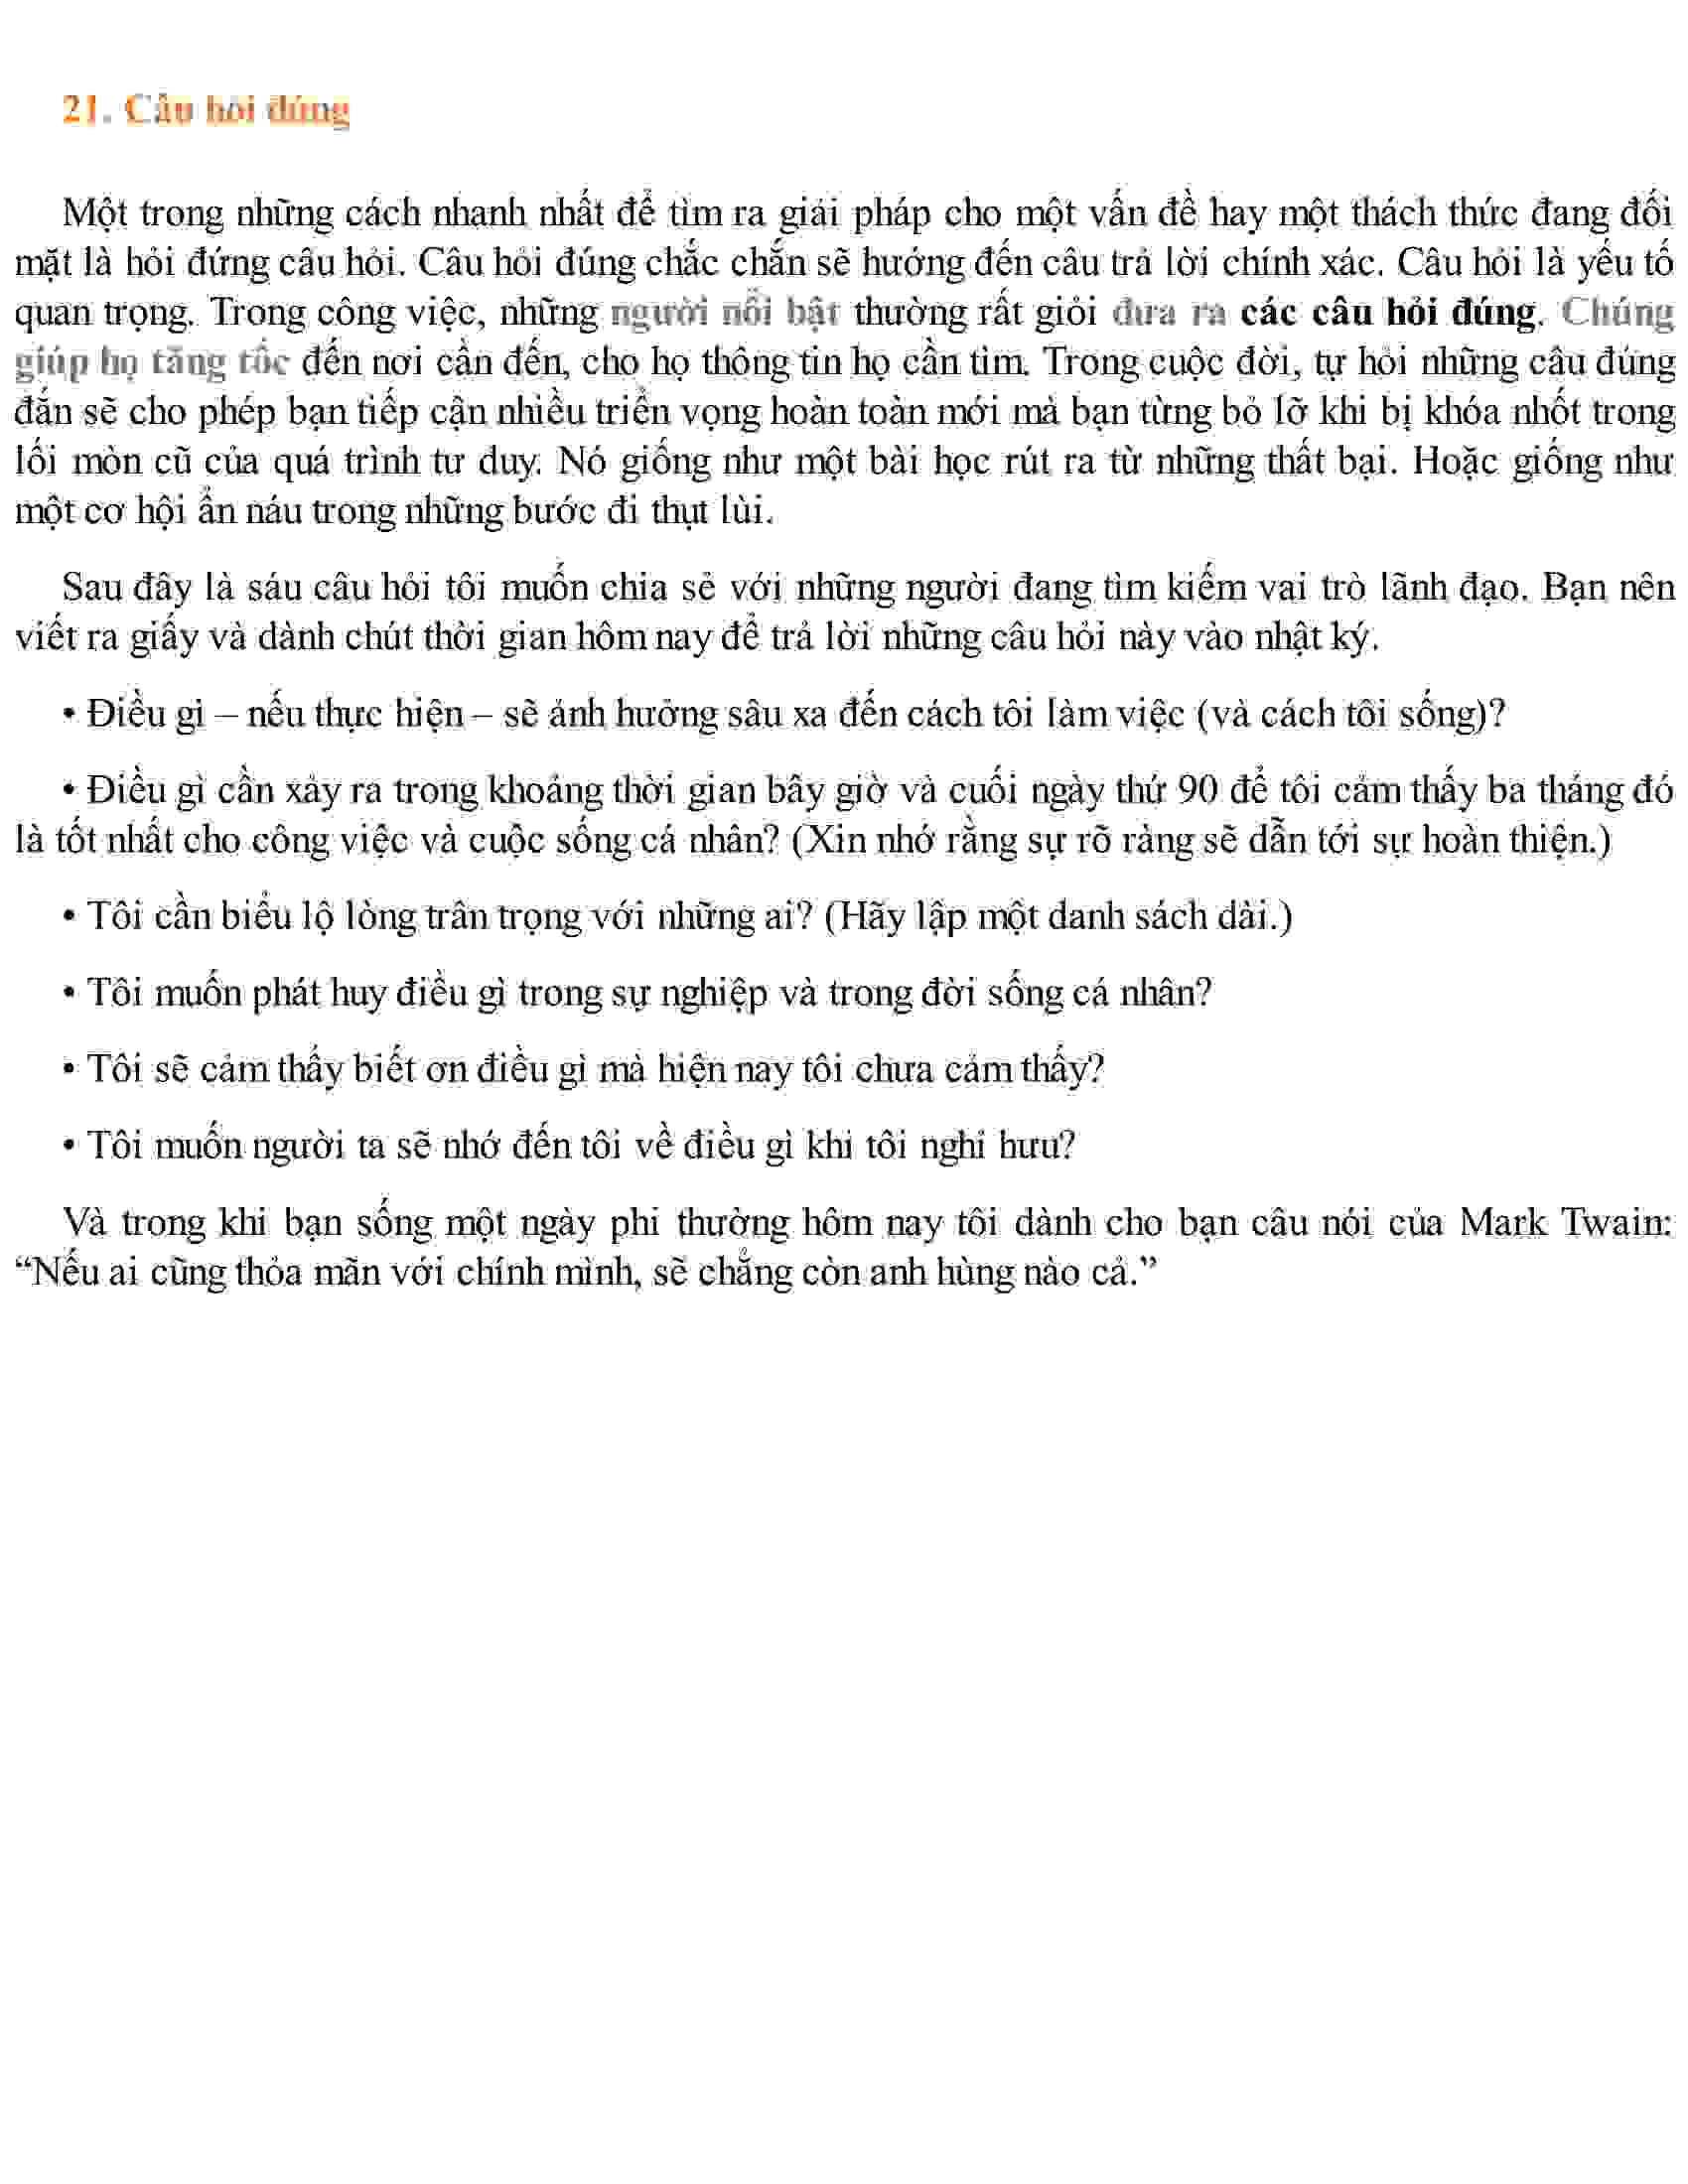 21. Câu hỏi đúng
Một trong những cách nhanh nhất để tìm ra giải pháp cho một vấn đề hay một thách thức đang đối
mặt là hỏi đứng câu hỏi. Câu hỏi đúng chắc chắn sẽ hướng đến câu trả lời chính xác. Câu hỏi là yếu tố
quan trọng. Trong công việc, những người nổi bật thường rất giỏi đưa ra các câu hỏi đúng. Chúng
giúp họ tăng tốc đến nơi cần đến, cho họ thông tin họ cần tìm. Trong cuộc đời, tự hỏi những câu đúng
đắn sẽ cho phép bạn tiếp cận nhiều triển vọng hoàn toàn mới mà bạn từng bỏ lỡ khi bị khóa nhốt trong
lối mòn cũ của quá trình tư duy. Nó giống như một bài học rút ra từ những thất bại. Hoặc giống như
một cơ hội ẩn náu trong những bước đi thụt lùi.
Sau đây là sáu câu hỏi tôi muốn chia sẻ với những người đang tìm kiếm vai trò lãnh đạo. Bạn nên
viết ra giấy và dành chút thời gian hôm nay để trả lời những câu hỏi này vào nhật ký.
• Điều gì – nếu thực hiện – sẽ ảnh hưởng sâu xa đến cách tôi làm việc (và cách tôi sống)?
• Điều gì cần xảy ra trong khoảng thời gian bây giờ và cuối ngày thứ 90 để tôi cảm thấy ba tháng đó
là tốt nhất cho công việc và cuộc sống cá nhân? (Xin nhớ rằng sự rõ ràng sẽ dẫn tới sự hoàn thiện.)
• Tôi cần biểu lộ lòng trân trọng với những ai? (Hãy lập một danh sách dài.)
• Tôi muốn phát huy điều gì trong sự nghiệp và trong đời sống cá nhân?
• Tôi sẽ cảm thấy biết ơn điều gì mà hiện nay tôi chưa cảm thấy?
• Tôi muốn người ta sẽ nhớ đến tôi về điều gì khi tôi nghỉ hưu?
Và trong khi bạn sống một ngày phi thường hôm nay tôi dành cho bạn câu nói của Mark Twain:
“Nếu ai cũng thỏa mãn với chính mình, sẽ chẳng còn anh hùng nào cả.”